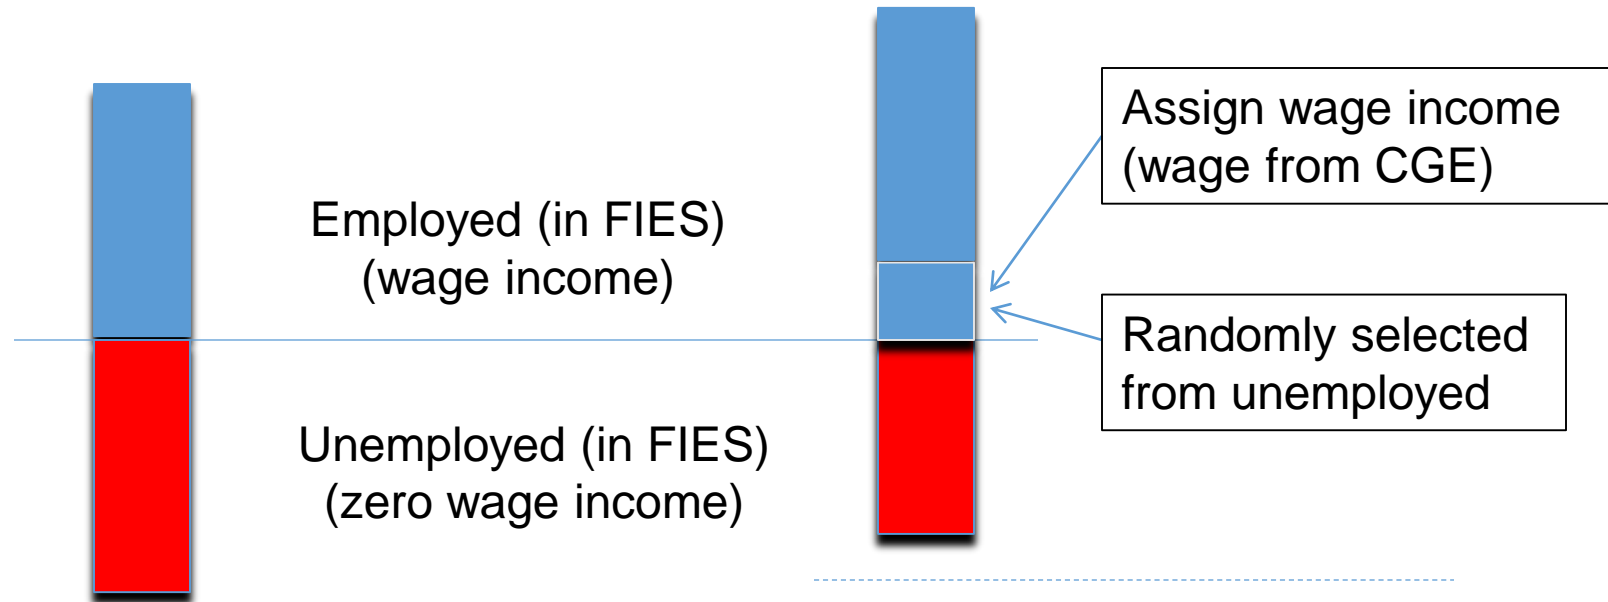 Employed (in FIES)
(wage income)
Unemployed (in FIES)
(zero wage income)
Assign wage income
(wage from CGE)
Randomly selected
from unemployed